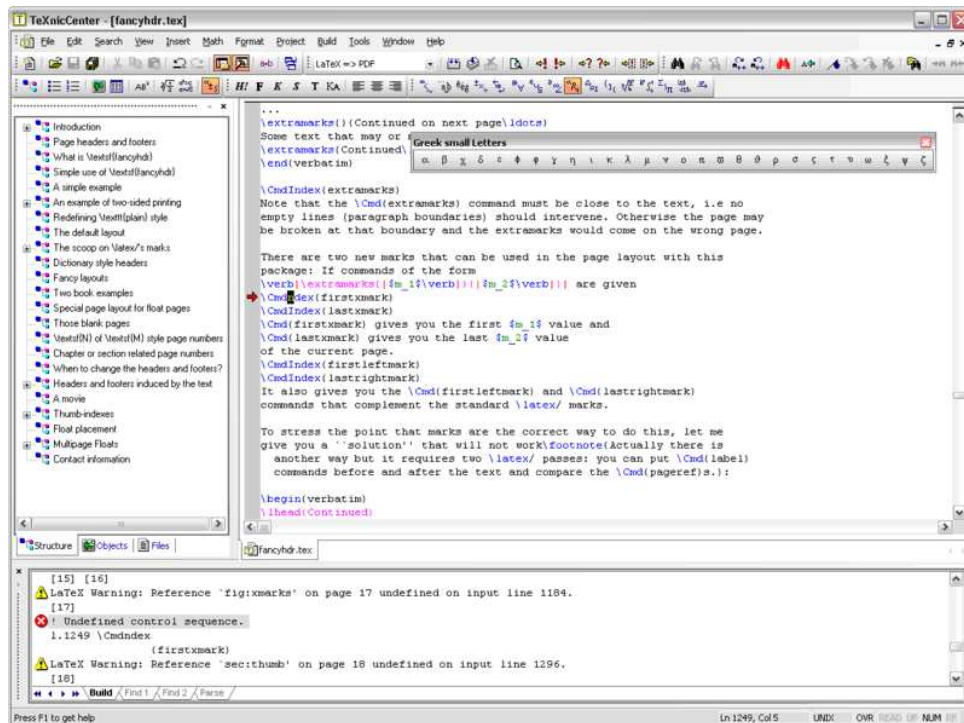 TeXnicCenter - [fancyhdr.tex]
File Edit Search View Insert Math Format Project Build Tools Window Help
LaTeX => PDF
H! F K S T KA
Introduction
Page headers and footers
What is \textsf{fancyhdr}
Simple use of \textsf{fancyhdr}
A simple example
An example of two-sided printing
Redefining \texttt{plain} style
The default layout
The scoop on \latex/'s marks
Dictionary style headers
Fancy layouts
Two book examples
Special page layout for float pages
Those blank pages
\textsf{N} of \textsf{M} style page numbers
Chapter or section related page numbers
When to change the headers and footers?
Headers and footers induced by the text
A movie
Thumb-indexes
Float placement
Multipage Floats
Contact information
Structure Objects Files
...
\extramarks{}{Continued on next page\ldots}
Some text that may or
\extramarks{Continued\
\end{verbatim}
Greek small Letters
α β χ δ ε ϕ φ γ η ι κ λ μ ν ο π ϖ θ ϑ ρ σ ς τ υ ω ξ ψ ζ
\CmdIndex{extramarks}
Note that the \Cmd{extramarks} command must be close to the text, i.e no
empty lines (paragraph boundaries) should intervene. Otherwise the page may
be broken at that boundary and the extramarks would come on the wrong page.
There are two new marks that can be used in the page layout with this
package: If commands of the form
\verb|\extramarks{|$m_1$\verb|}{|$m_2$\verb|}| are given
\Cmdndex{firstxmark}
\CmdIndex{lastxmark}
\Cmd{firstxmark} gives you the first $m_1$ value and
\Cmd{lastxmark} gives you the last $m_2$ value
of the current page.
\CmdIndex{firstleftmark}
\CmdIndex{lastrightmark}
It also gives you the \Cmd{firstleftmark} and \Cmd{lastrightmark}
commands that complement the standard \latex/ marks.
To stress the point that marks are the correct way to do this, let me
give you a ``solution'' that will not work\footnote{Actually there is
another way but it requires two \latex/ passes: you can put \Cmd{label}
commands before and after the text and compare the \Cmd{pageref}s.}:
\begin{verbatim}
\lhead{Continued}
fancyhdr.tex
[15] [16]
LaTeX Warning: Reference `fig:xmarks' on page 17 undefined on input line 1184.
[17]
! Undefined control sequence.
l.1249 \Cmdndex
{firstxmark}
LaTeX Warning: Reference `sec:thumb' on page 18 undefined on input line 1296.
[18]
Build Find 1 Find 2 Parse
Press F1 to get help Ln 1249, Col 5 UNIX OVR READ UF NUM RF